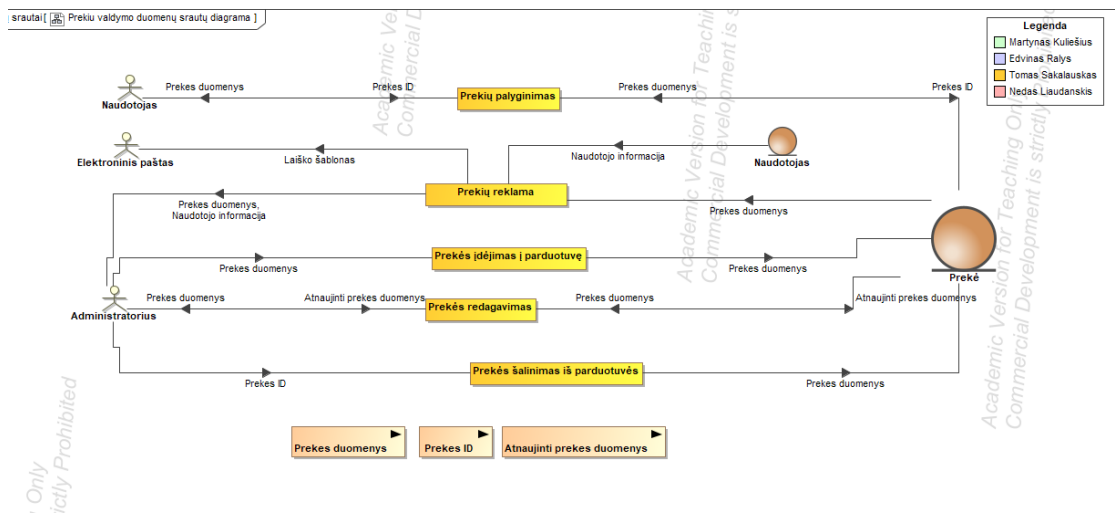 srautai[ Prekiu valdymo duomenų srautų diagrama ]
Legenda
Martynas Kuliešius
Edvinas Ralys
Tomas Sakalauskas
Nedas Liaudanskis
Prekes duomenys
Prekes ID
Prekių palyginimas
Prekes duomenys
Prekes ID
Naudotojas
Elektroninis paštas
Laiško šablonas
Naudotojo informacija
Naudotojas
Prekių reklama
Prekes duomenys,
Naudotojo informacija
Prekes duomenys
Prekės įdėjimas į parduotuvę
Prekes duomenys
Prekes duomenys
Prekė
Prekes duomenys
Atnaujinti prekes duomenys
Prekės redagavimas
Prekes duomenys
Atnaujinti prekes duomenys
Administratorius
Prekės šalinimas iš parduotuvės
Prekes ID
Prekes duomenys
Prekes duomenys
Prekes ID
Atnaujinti prekes duomenys
Academic Version for Teaching Only
Commercial Development is strictly Prohibited